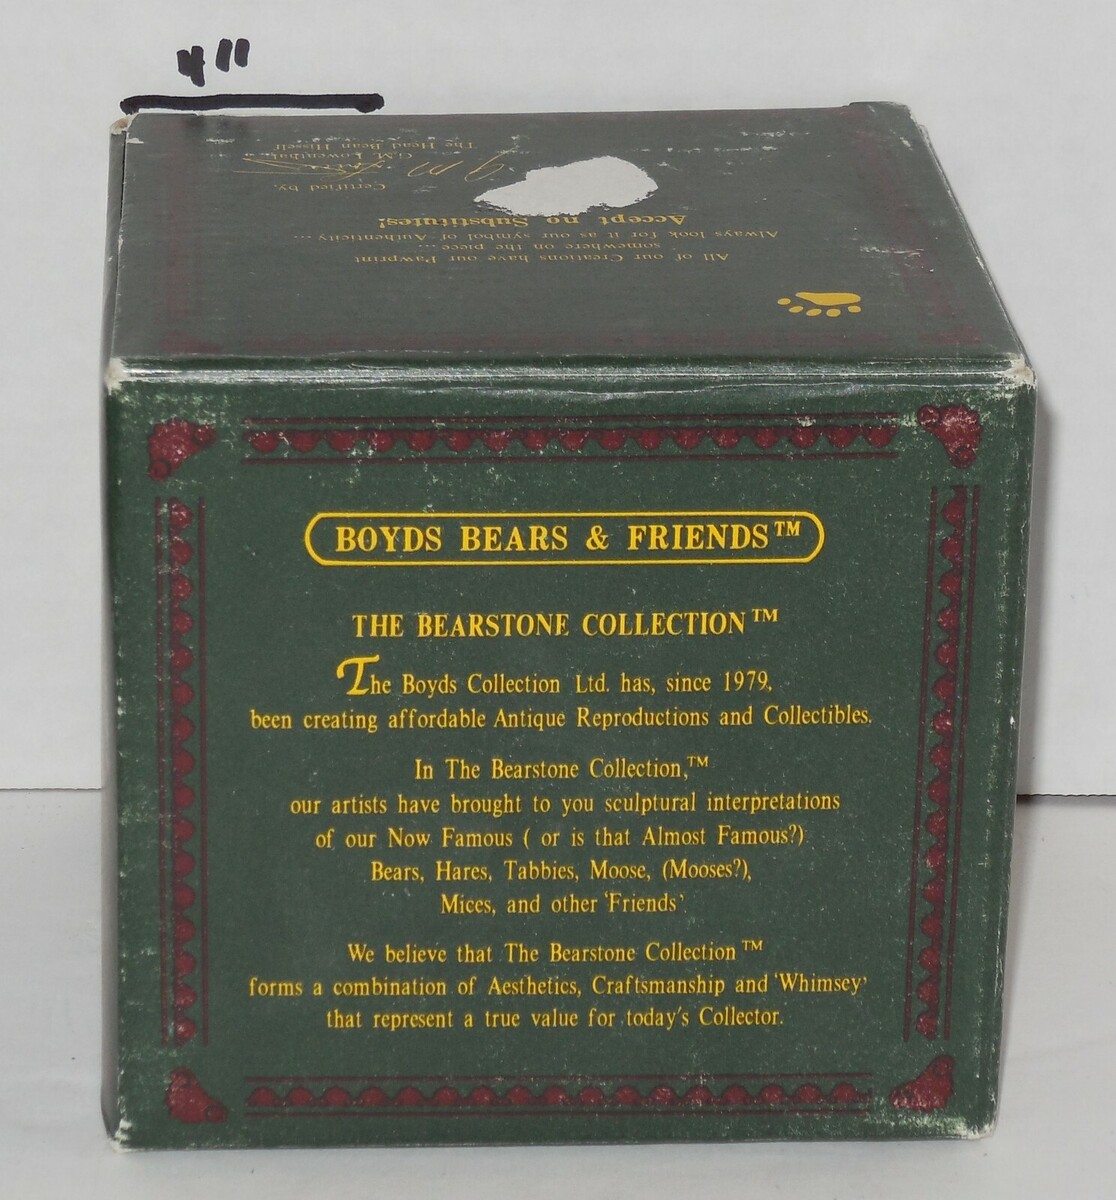 4"
All of our Creations have our Pawprint
somewhere on the piece...
Always look for it as our symbol of Authenticity...
Accept no Substitutes!
Certified by,
G.M. Lowenthal
The Head Bean Hisself
BOYDS BEARS & FRIENDS™
THE BEARSTONE COLLECTION™
The Boyds Collection Ltd. has, since 1979,
been creating affordable Antique Reproductions and Collectibles.
In The Bearstone Collection,™
our artists have brought to you sculptural interpretations
of our Now Famous ( or is that Almost Famous?)
Bears, Hares, Tabbies, Moose, (Mooses?),
Mices, and other 'Friends'.
We believe that The Bearstone Collection™
forms a combination of Aesthetics, Craftsmanship and 'Whimsey'
that represent a true value for today's Collector.